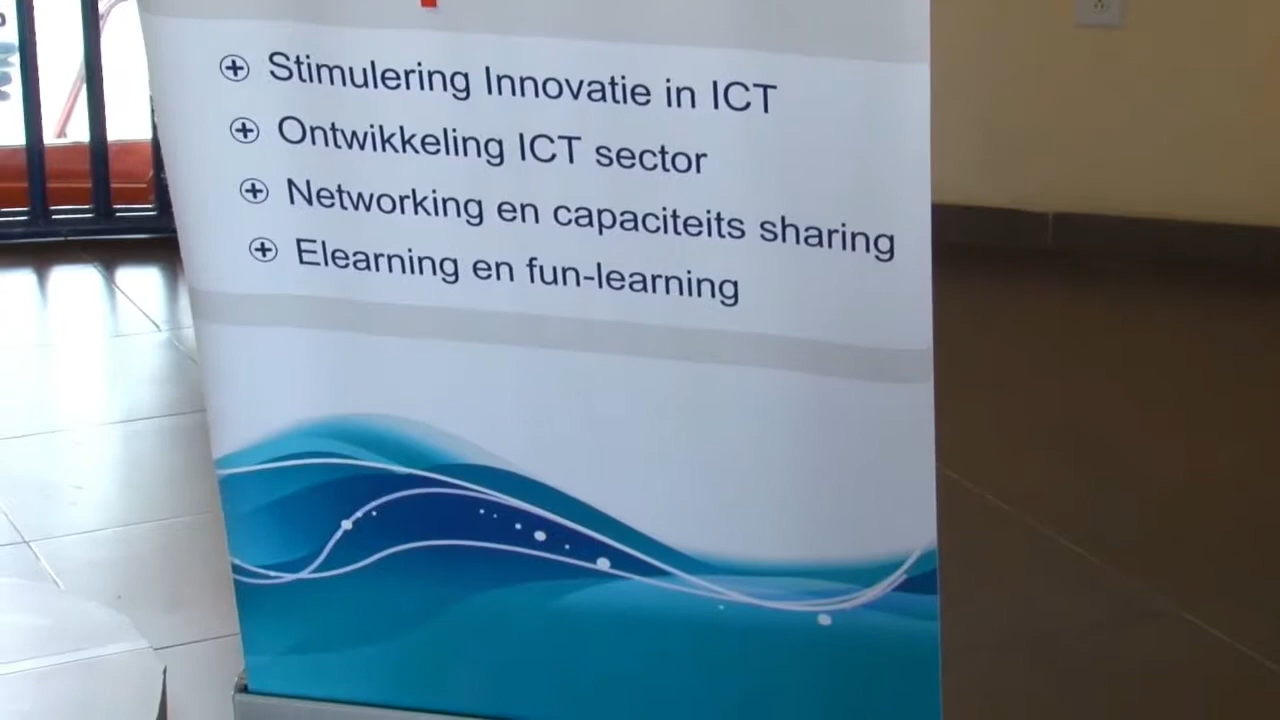 Stimulering Innovatie in ICT
Ontwikkeling ICT sector
Networking en capaciteits sharing
Elearning en fun-learning